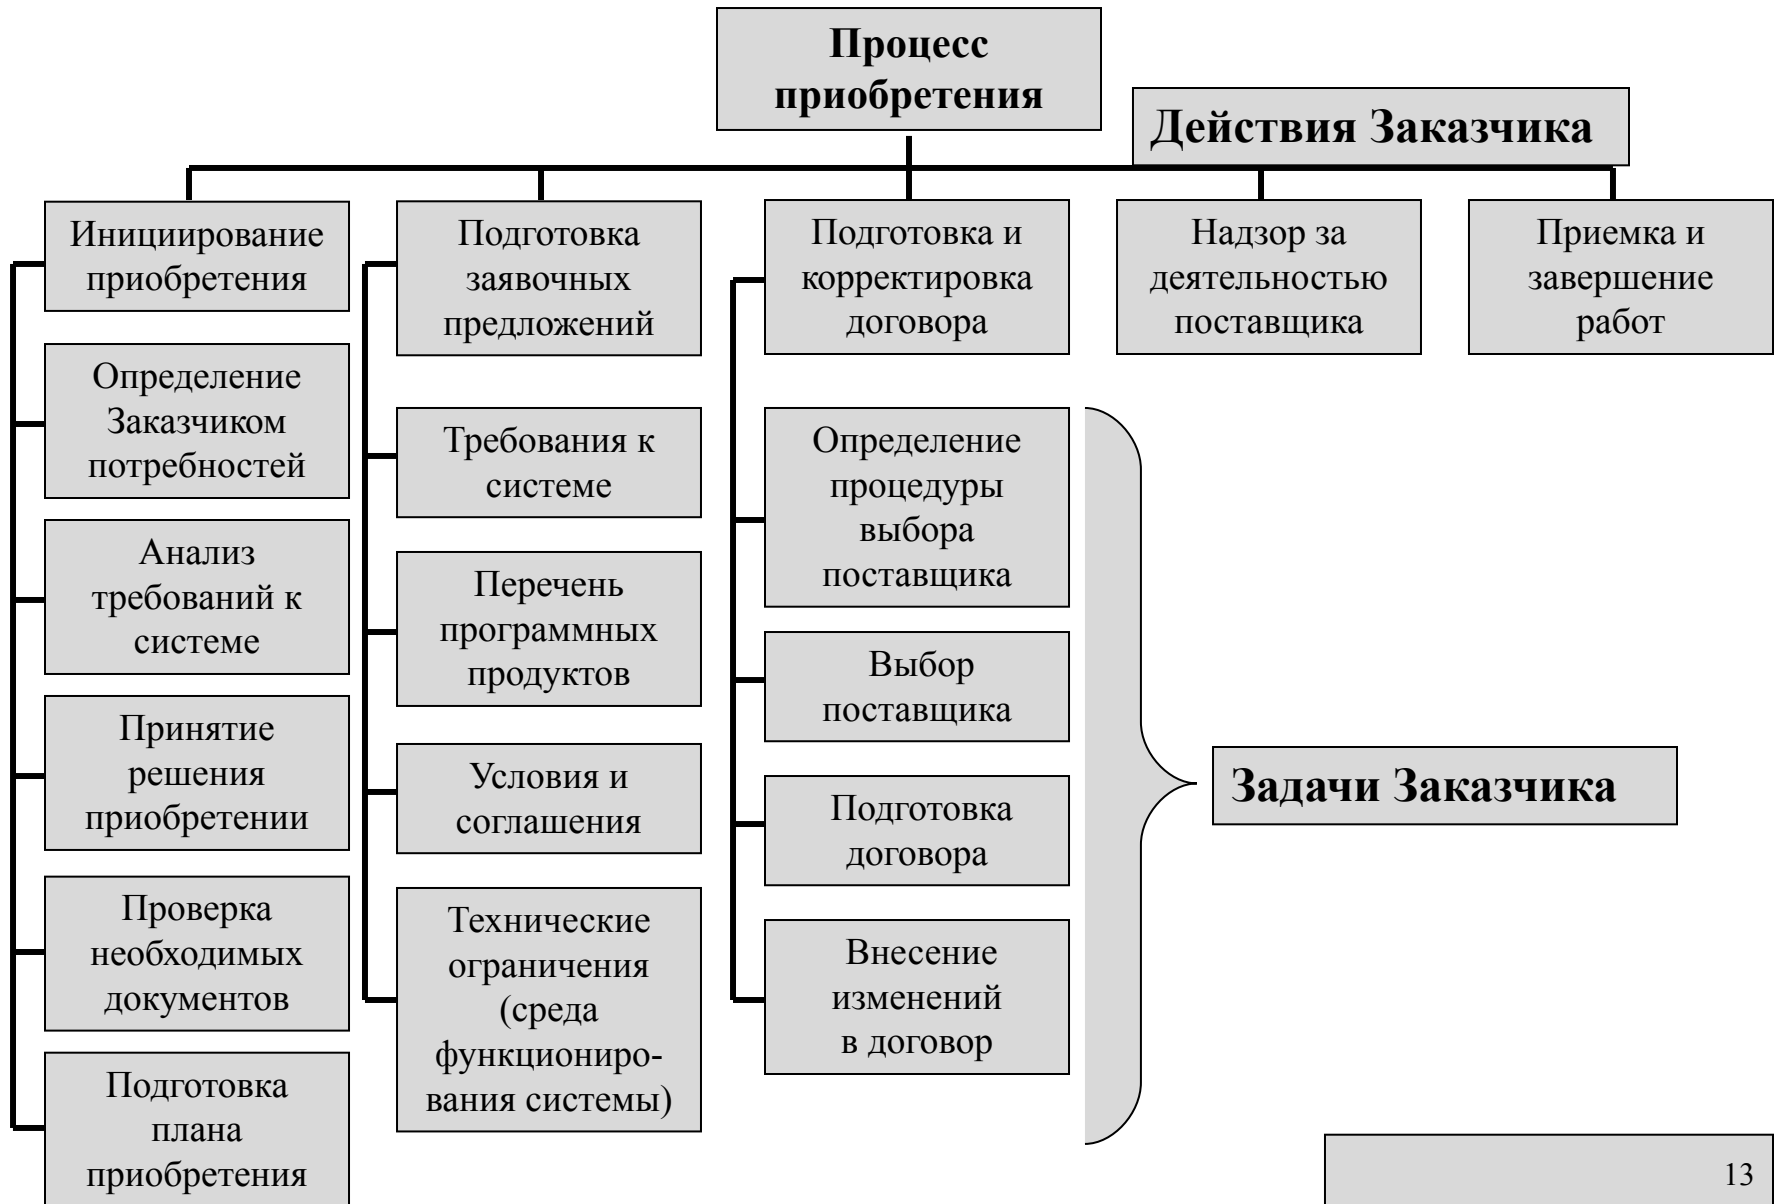 Процесс
приобретения
Действия Заказчика
Инициирование
приобретения
Определение
Заказчиком
потребностей
Анализ
требований к
системе
Принятие
решения
приобретении
Проверка
необходимых
документов
Подготовка
плана
приобретения
Подготовка
заявочных
предложений
Требования к
системе
Перечень
программных
продуктов
Условия и
соглашения
Технические
ограничения
(среда
функциониро-
вания системы)
Подготовка и
корректировка
договора
Определение
процедуры
выбора
поставщика
Выбор
поставщика
Подготовка
договора
Внесение
изменений
в договор
Надзор за
деятельностью
поставщика
Приемка и
завершение
работ
Задачи Заказчика
13